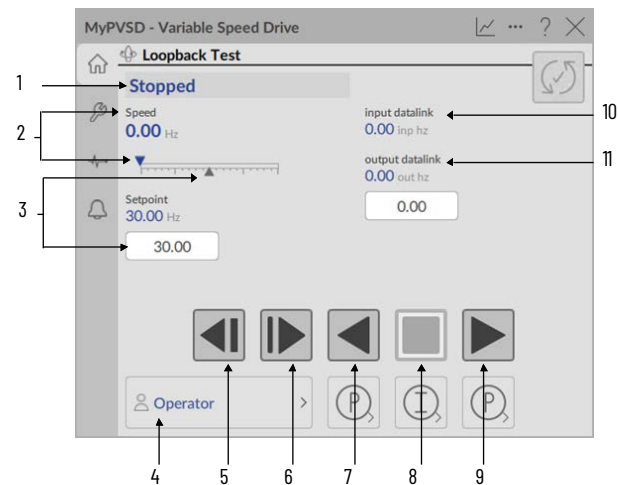 MyPVSD - Variable Speed Drive
... ?
Loopback Test
1
Stopped
2
Speed
0.00 Hz
input datalink
0.00 inp hz
10
output datalink
0.00 out hz
11
3
Setpoint
30.00 Hz
0.00
30.00
Operator
P
I
P
4
5
6
7
8
9